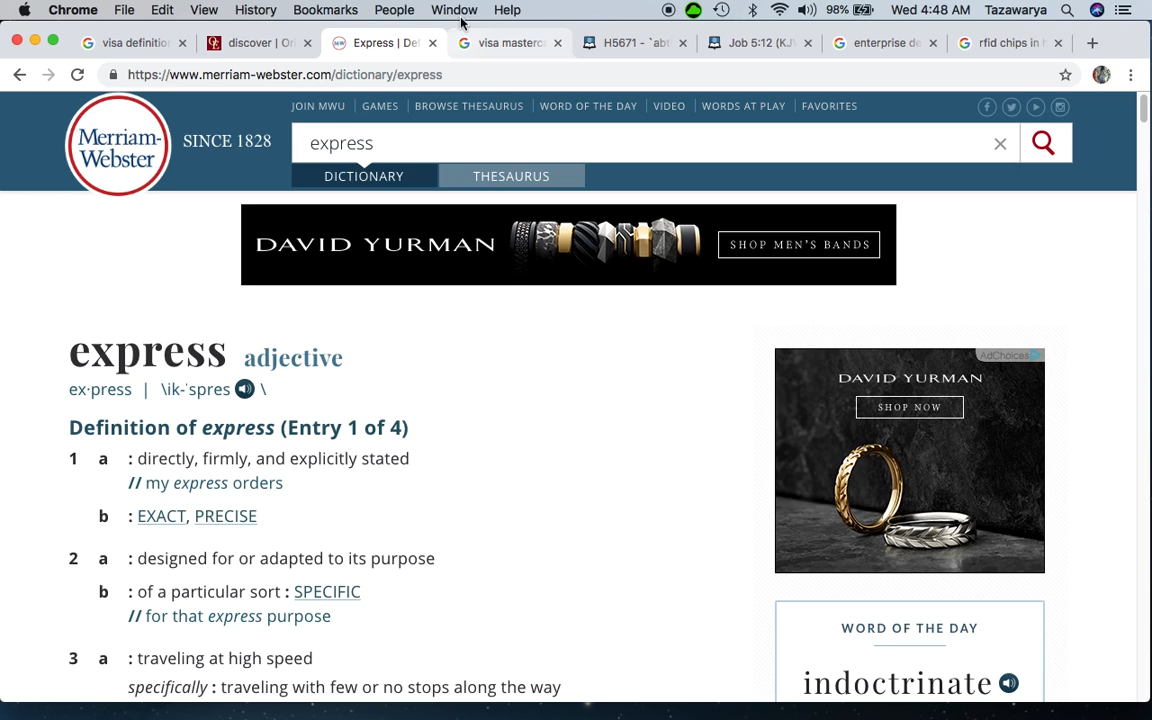 Chrome File Edit View History Bookmarks People Window Help 98% Wed 4:48 AM Tazawarya
visa definitio discover | O Express | Def visa masterc H5671 - `abt Job 5:12 (KJV enterprise de rfid chips in h
https://www.merriam-webster.com/dictionary/express
JOIN MWU GAMES BROWSE THESAURUS WORD OF THE DAY VIDEO WORDS AT PLAY FAVORITES
Merriam-
Webster
SINCE 1828
express
DICTIONARY THESAURUS
DAVID YURMAN SHOP MEN'S BANDS
express adjective
ex·press | \ik-ˈspres \
Definition of express (Entry 1 of 4)
1 a : directly, firmly, and explicitly stated
// my express orders
b : EXACT, PRECISE
2 a : designed for or adapted to its purpose
b : of a particular sort : SPECIFIC
// for that express purpose
3 a : traveling at high speed
specifically : traveling with few or no stops along the way
AdChoices
DAVID YURMAN
SHOP NOW
WORD OF THE DAY
indoctrinate